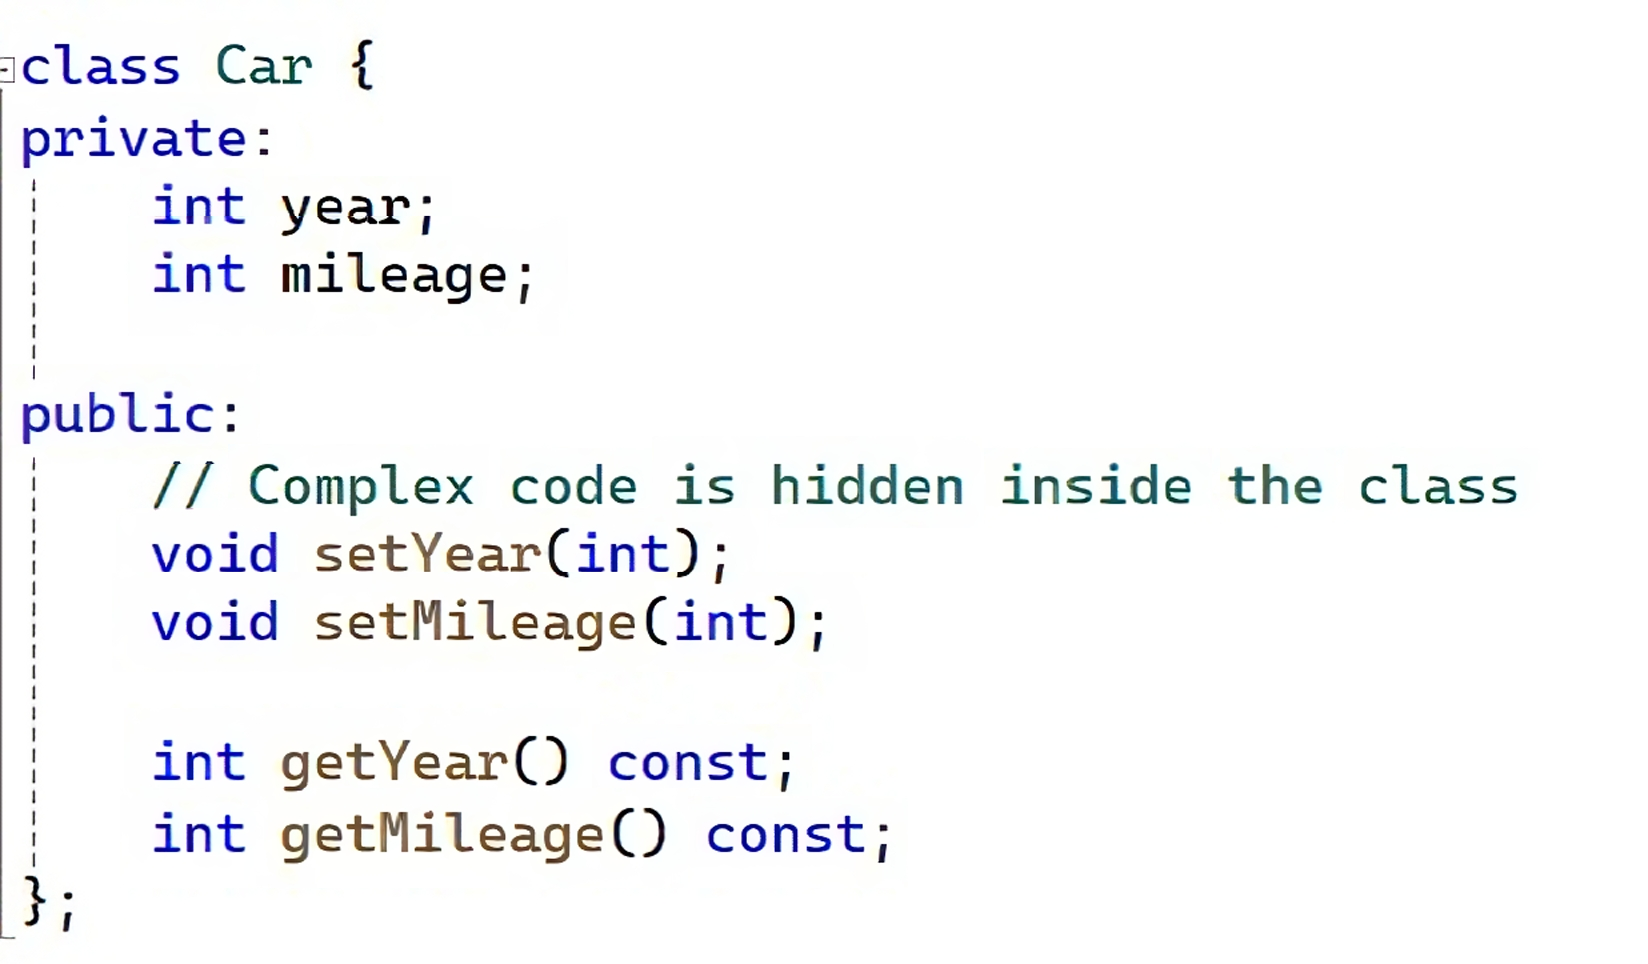 class Car {
private:
    int year;
    int mileage;

public:
    // Complex code is hidden inside the class
    void setYear(int);
    void setMileage(int);

    int getYear() const;
    int getMileage() const;
};